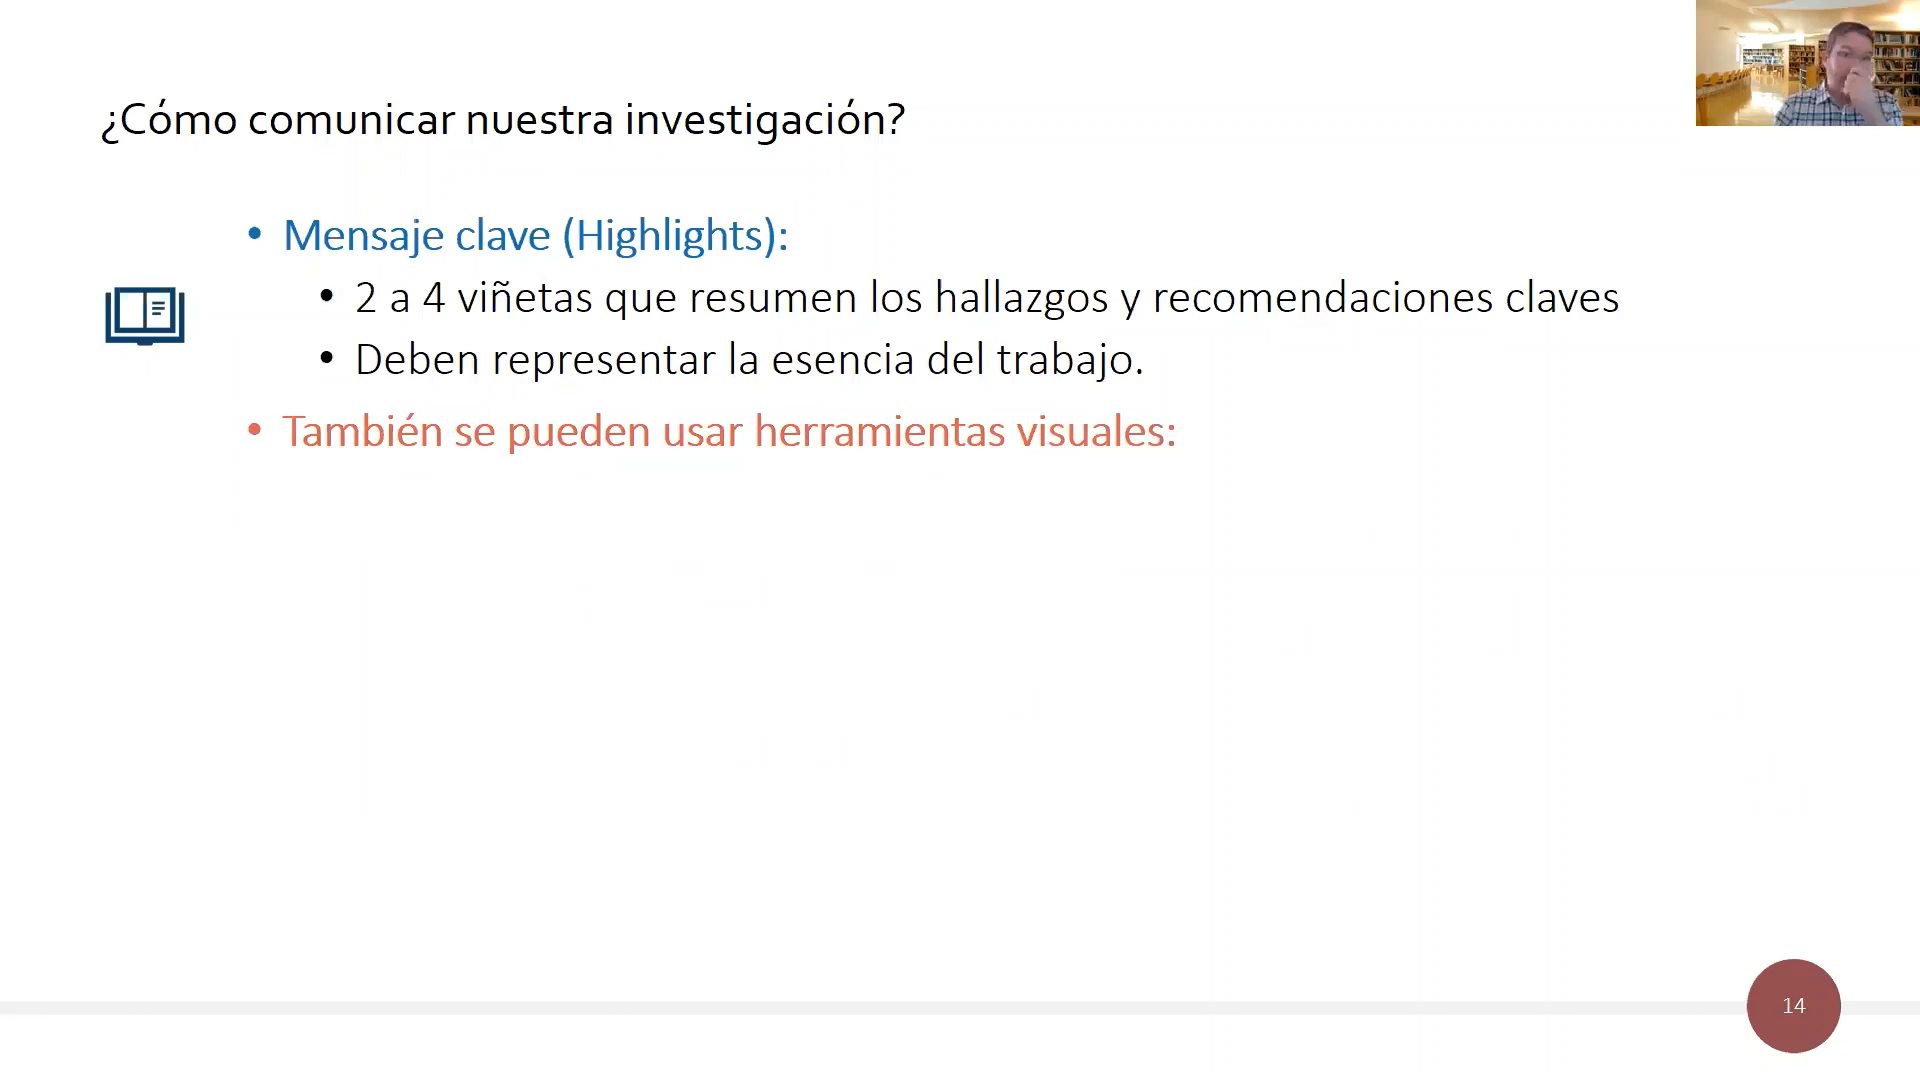 ¿Cómo comunicar nuestra investigación?
• Mensaje clave (Highlights):
• 2 a 4 viñetas que resumen los hallazgos y recomendaciones claves
• Deben representar la esencia del trabajo.
• También se pueden usar herramientas visuales:
14